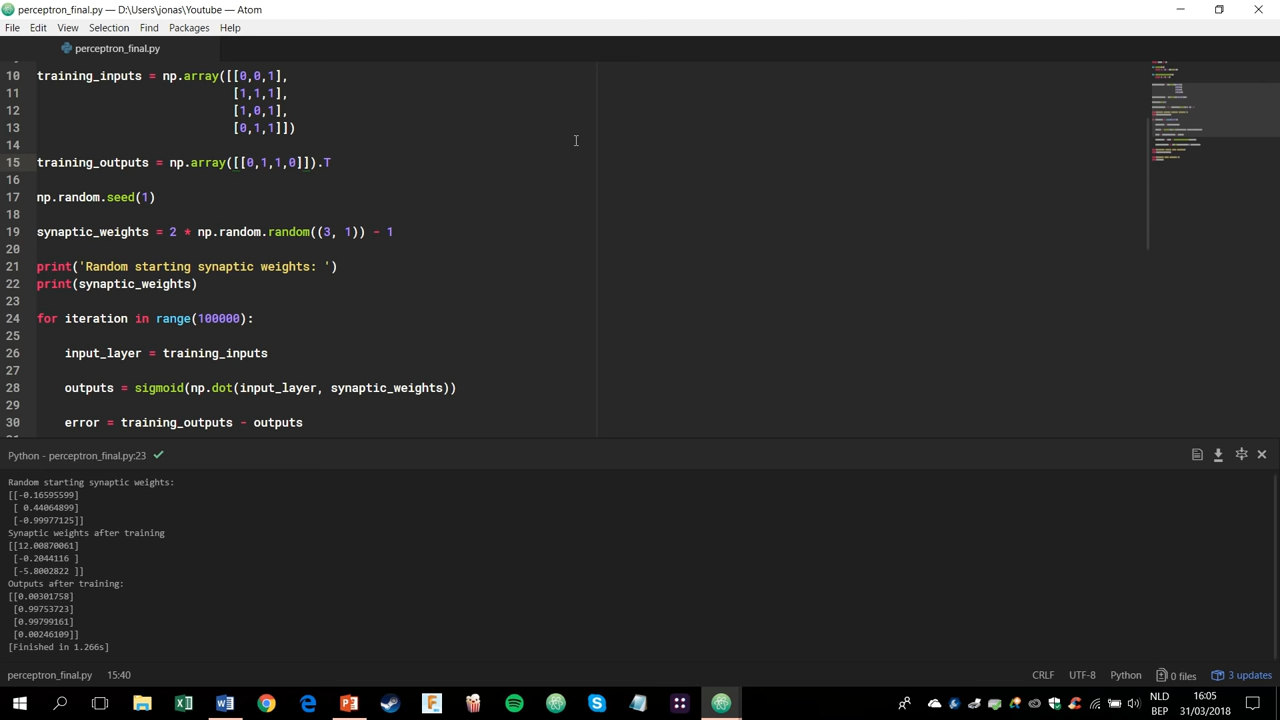 perceptron_final.py — D:\Users\jonas\Youtube — Atom
File Edit View Selection Find Packages Help
perceptron_final.py
10 training_inputs = np.array([[0,0,1],
11 [1,1,1],
12 [1,0,1],
13 [0,1,1]])
14
15 training_outputs = np.array([[0,1,1,0]]).T
16
17 np.random.seed(1)
18
19 synaptic_weights = 2 * np.random.random((3, 1)) - 1
20
21 print('Random starting synaptic weights: ')
22 print(synaptic_weights)
23
24 for iteration in range(100000):
25
26 input_layer = training_inputs
27
28 outputs = sigmoid(np.dot(input_layer, synaptic_weights))
29
30 error = training_outputs - outputs
Python - perceptron_final.py:23
Random starting synaptic weights:
[[-0.16595599]
[ 0.44064899]
[-0.99977125]]
Synaptic weights after training
[[12.00870061]
[-0.2044116 ]
[-5.8002822 ]]
Outputs after training:
[[0.00301758]
[0.99753723]
[0.99799161]
[0.00246109]]
[Finished in 1.266s]
perceptron_final.py 15:40 CRLF UTF-8 Python 0 files 3 updates
NLD 16:05
BEP 31/03/2018